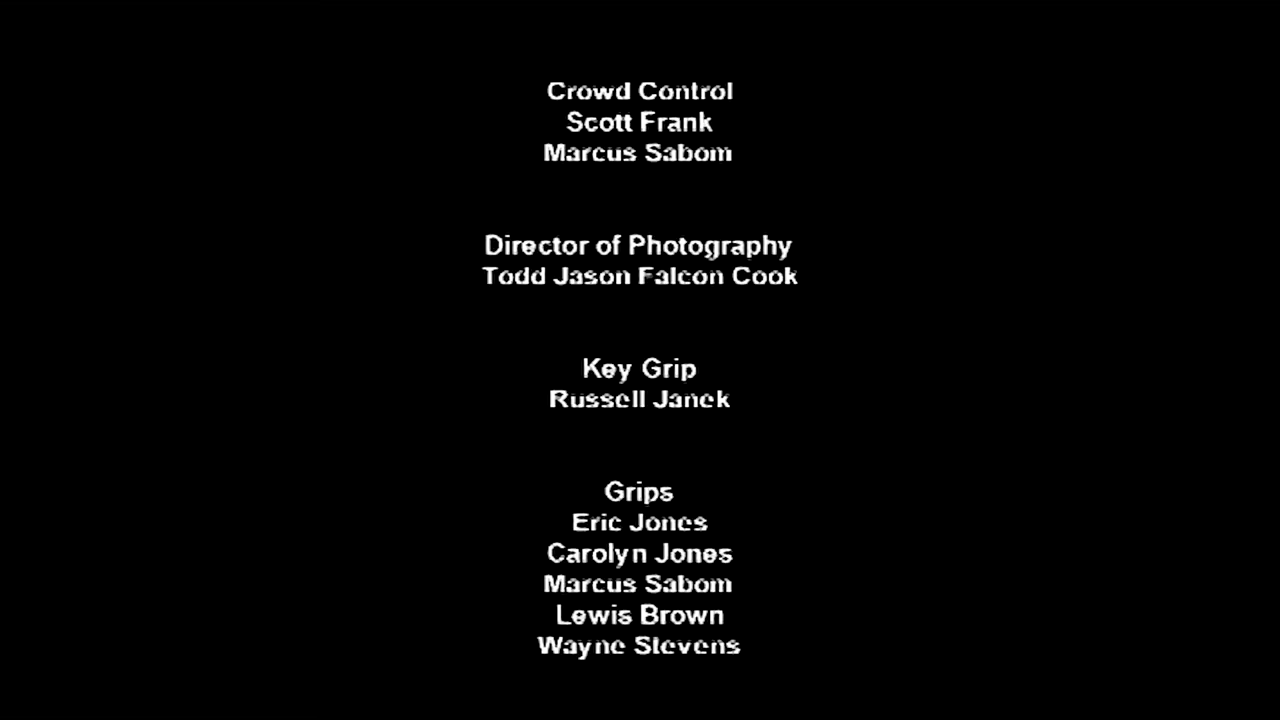 Crowd Control
Scott Frank
Marcus Sabom
Director of Photography
Todd Jason Falcon Cook
Key Grip
Russell Janek
Grips
Eric Jones
Carolyn Jones
Marcus Sabom
Lewis Brown
Wayne Stevens